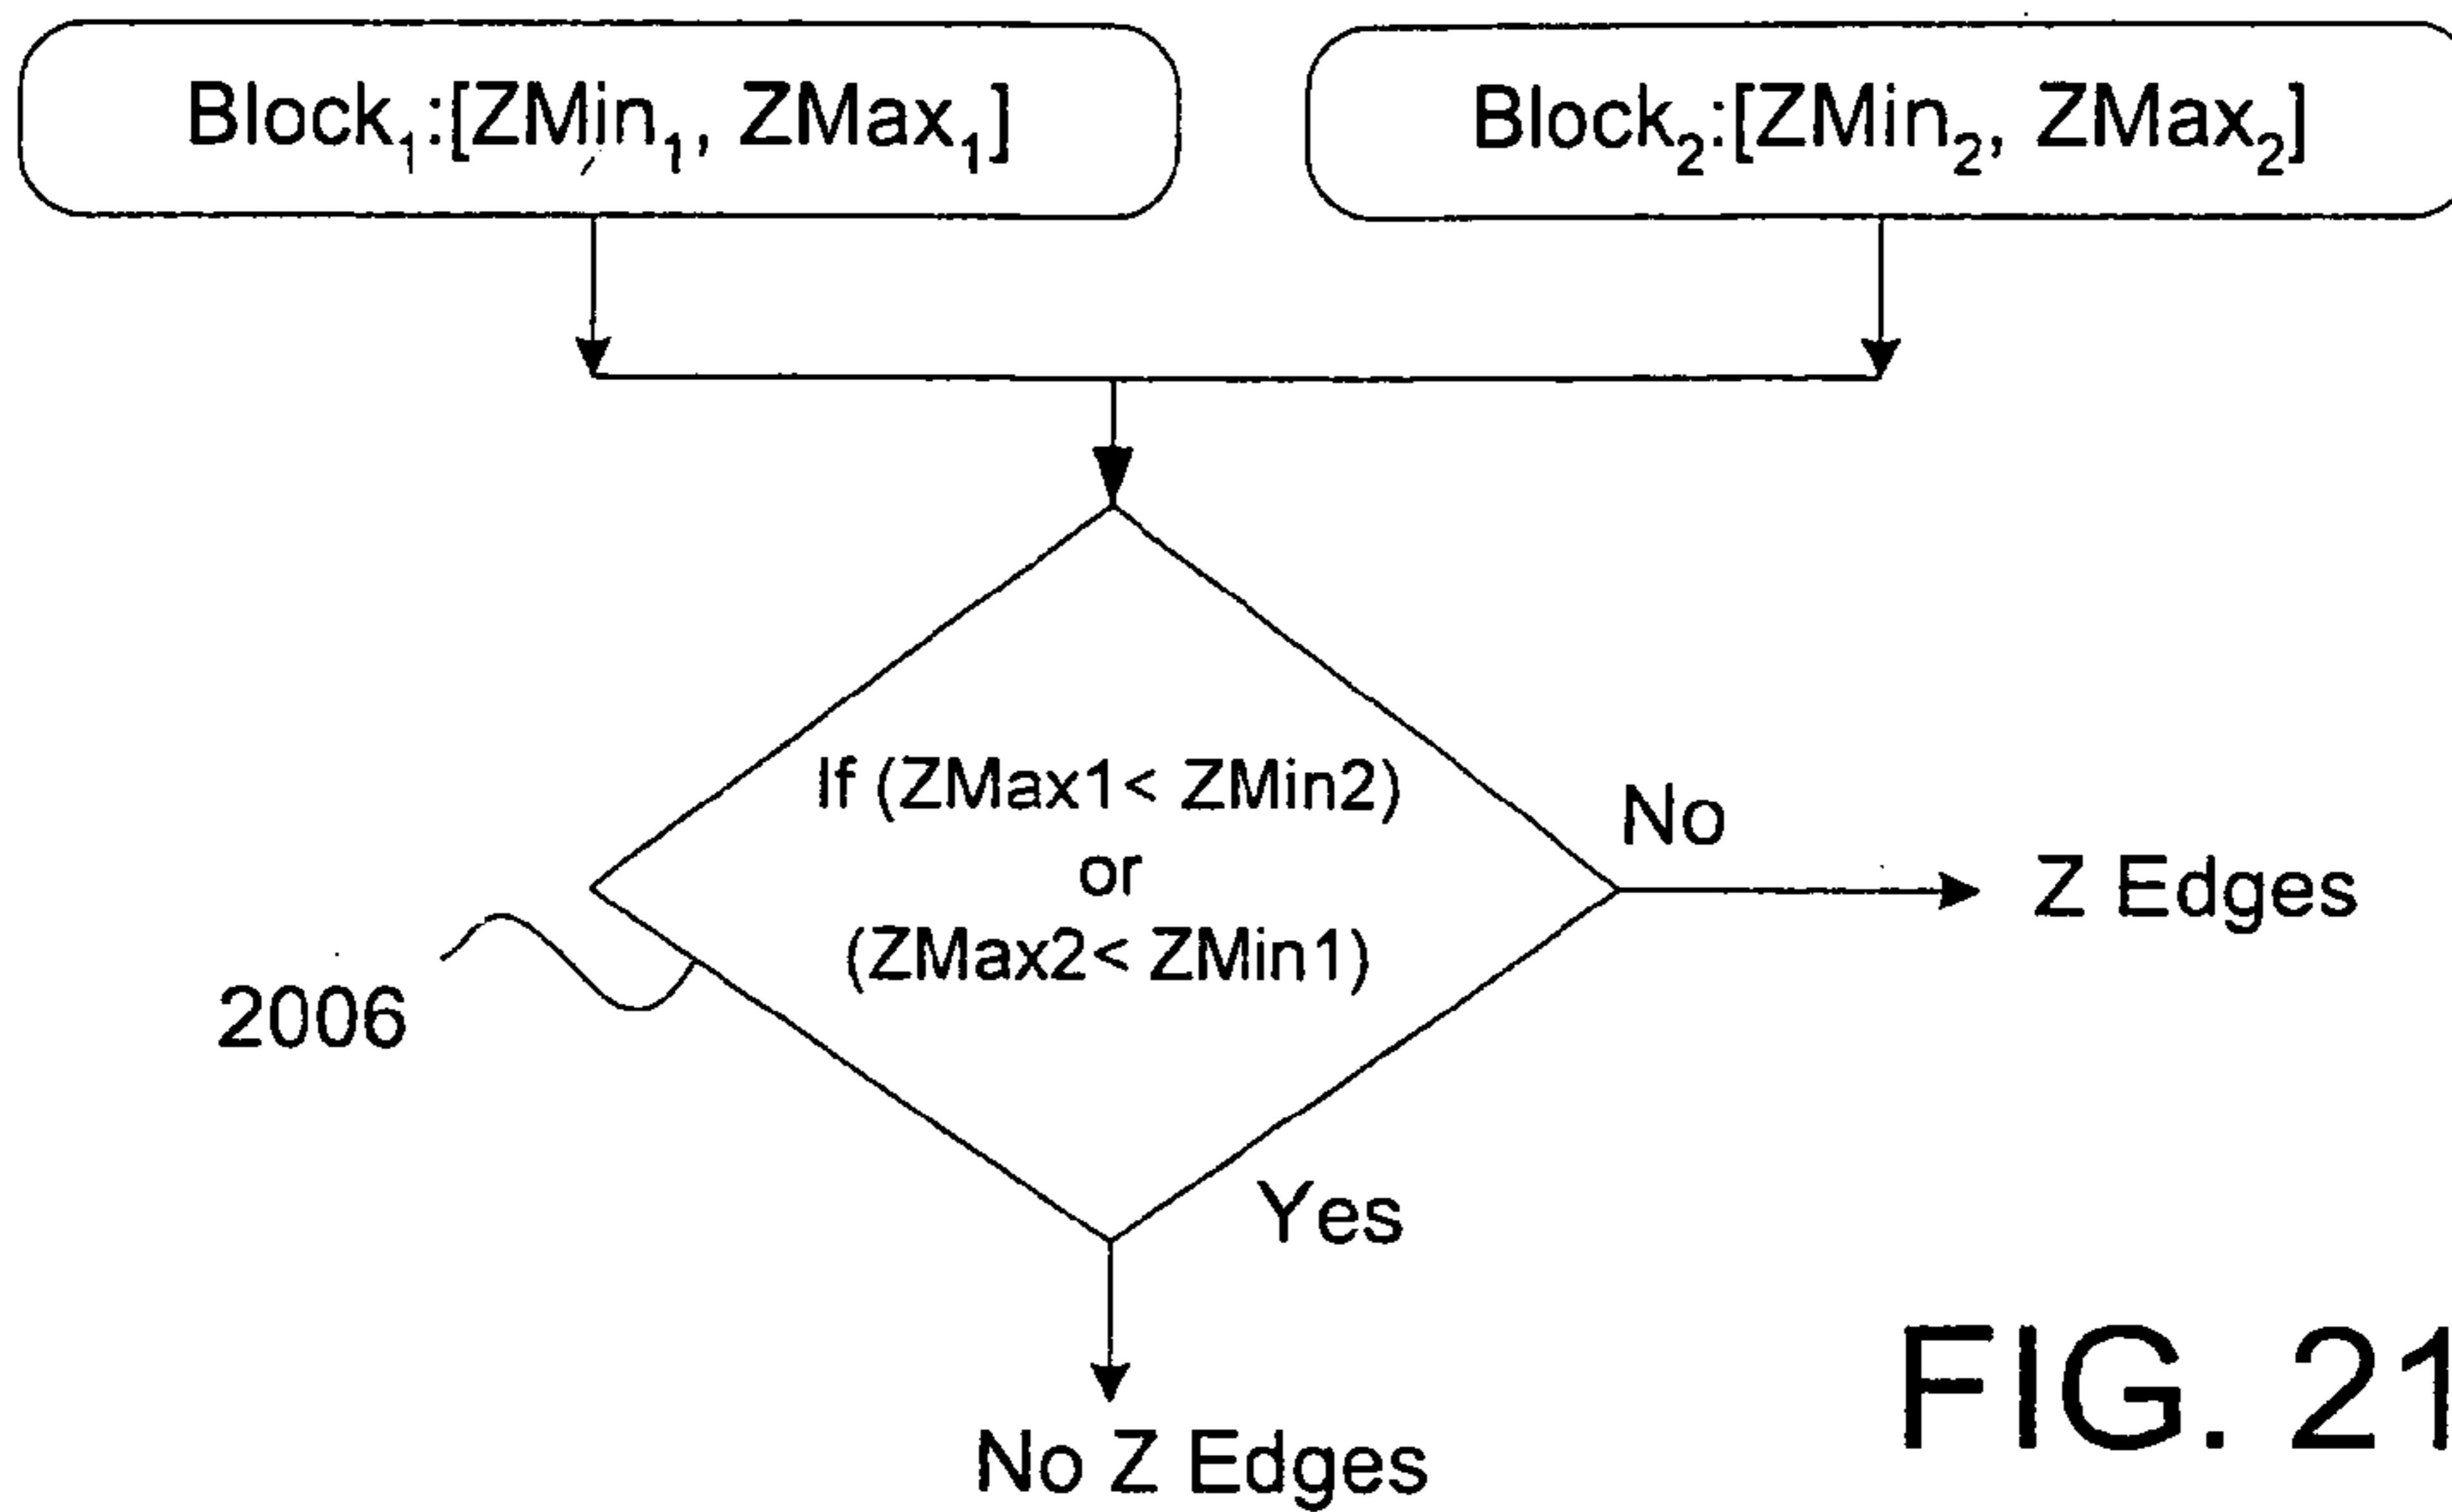 Block₁:[ZMin₁, ZMax₁]
Block₂:[ZMin₂, ZMax₂]
If (ZMax1< ZMin2)
or
(ZMax2< ZMin1)
No
Z Edges
2006
Yes
No Z Edges
FIG. 21